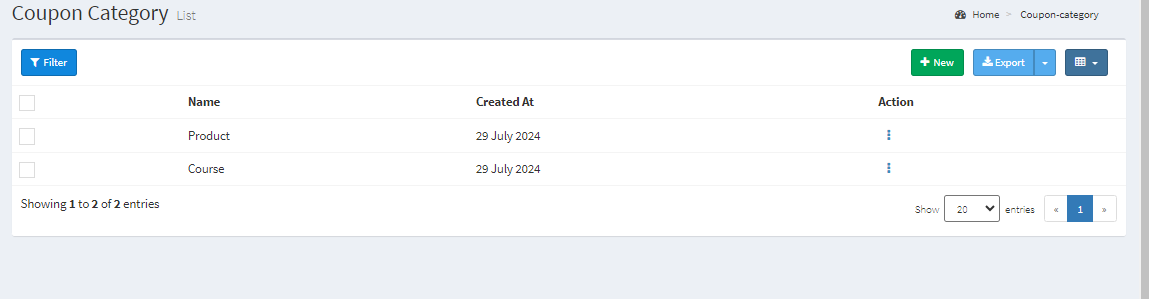 Coupon Category List
Home > Coupon-category
Filter
New Export
Name Created At Action
Product 29 July 2024
Course 29 July 2024
Showing 1 to 2 of 2 entries
Show 20 entries « 1 »